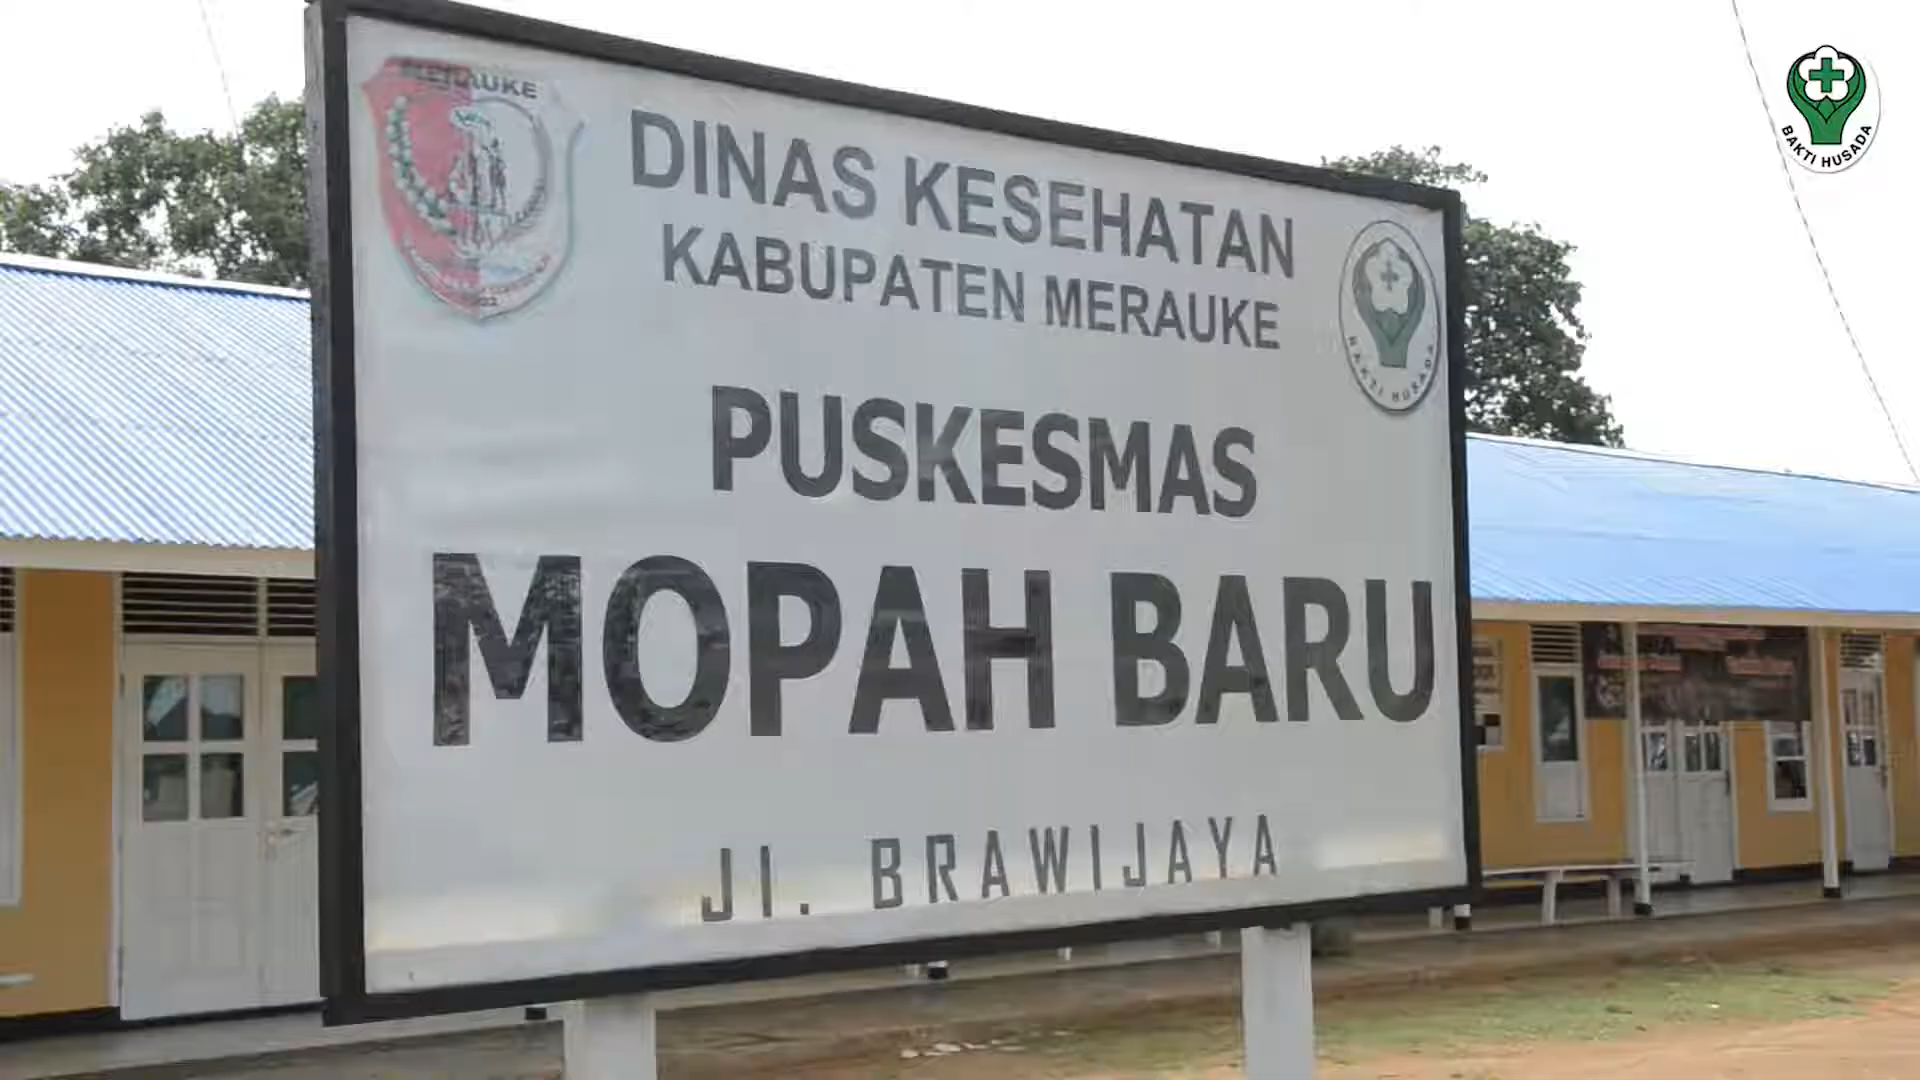 MERAUKE
DINAS KESEHATAN
KABUPATEN MERAUKE
BAKTI HUSADA
PUSKESMAS
MOPAH BARU
Jl. BRAWIJAYA
BAKTI HUSADA